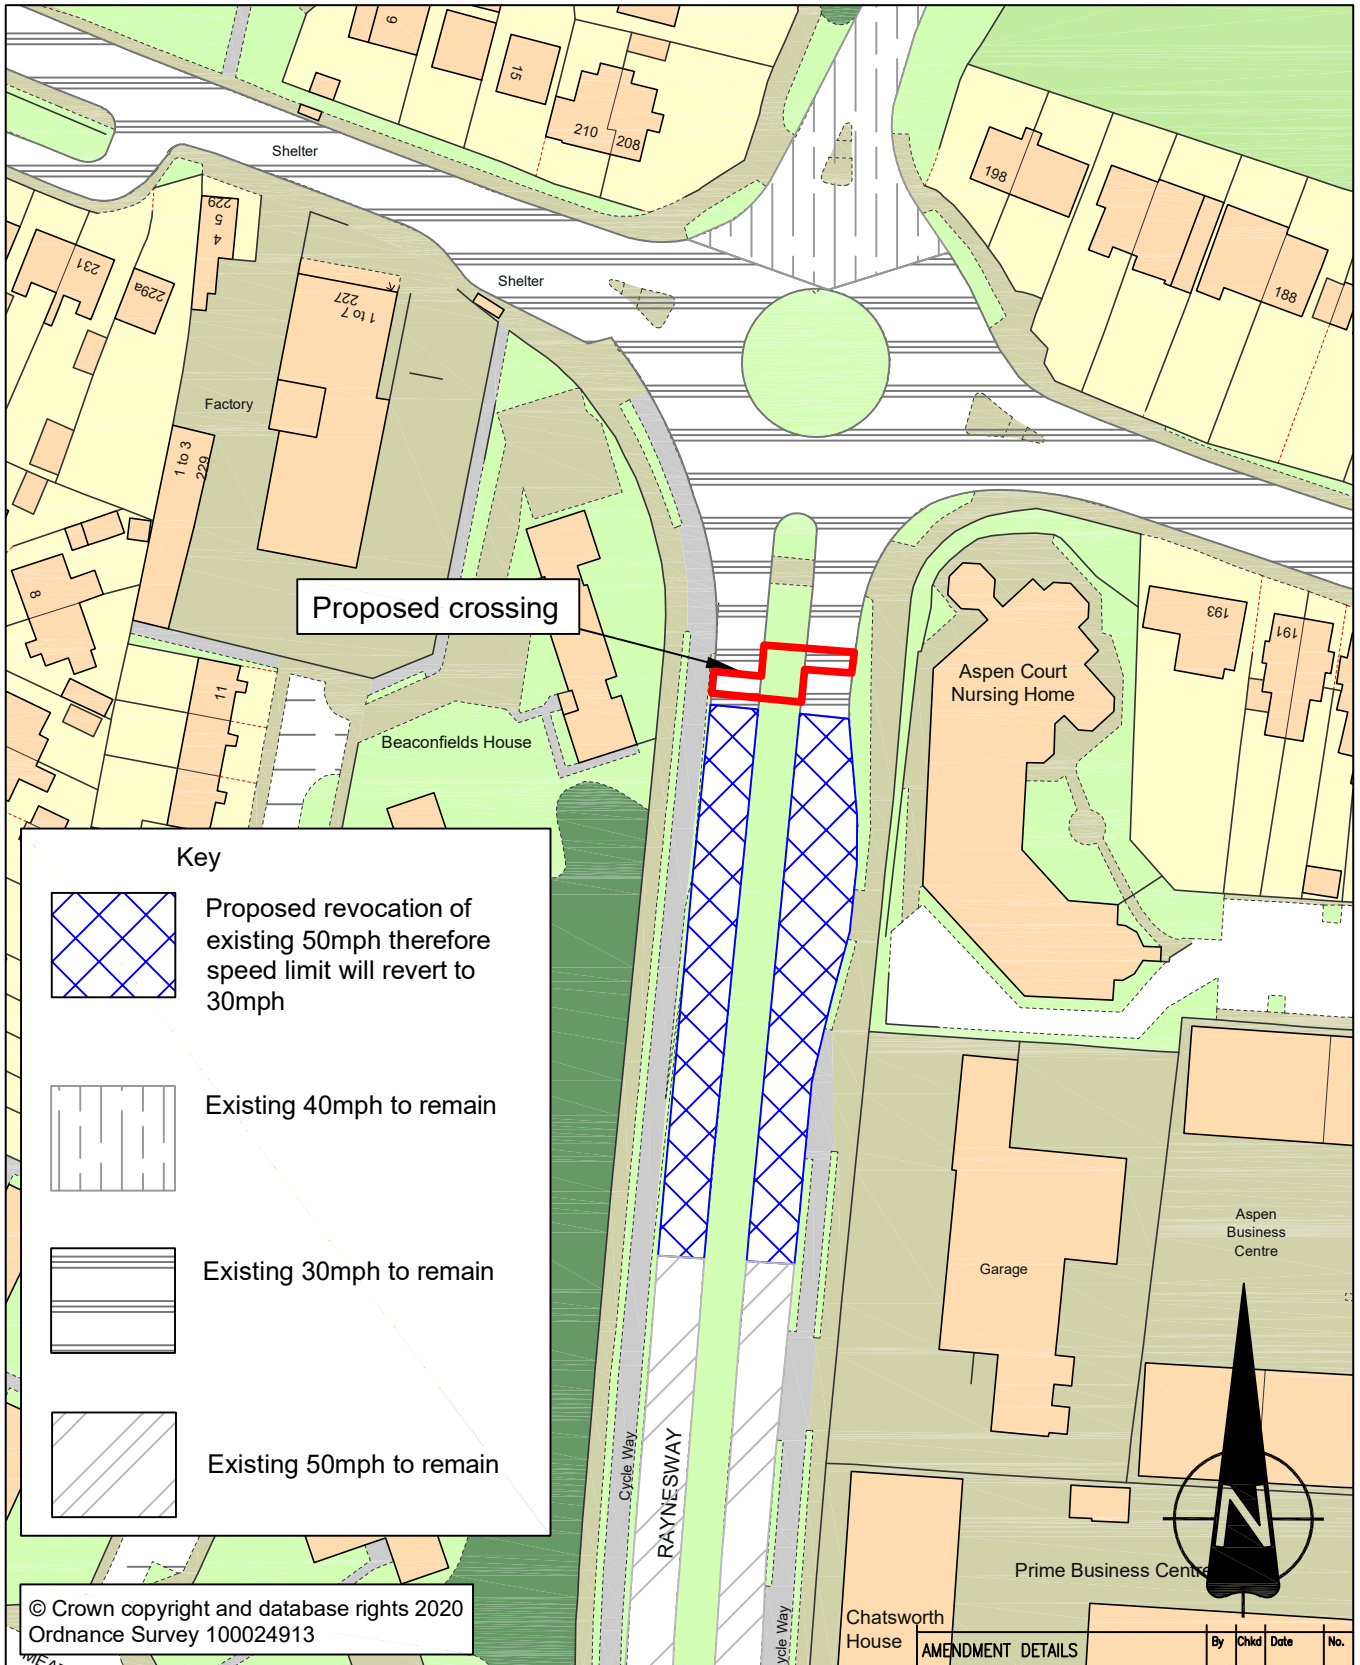 9
15
210
208
Shelter
198
188
229
5
4
231
229a
Shelter
1 to 7
227
Factory
1 to 3
229
8
Proposed crossing
193
191
Aspen Court
Nursing Home
11
Beaconfields House
Key
Proposed revocation of
existing 50mph therefore
speed limit will revert to
30mph
Existing 40mph to remain
Existing 30mph to remain
Existing 50mph to remain
Aspen
Business
Centre
Garage
Cycle Way
RAYNESWAY
N
Prime Business Centre
Chatsworth
House
© Crown copyright and database rights 2020
Ordnance Survey 100024913
AMENDMENT DETAILS
By
Chkd
Date
No.